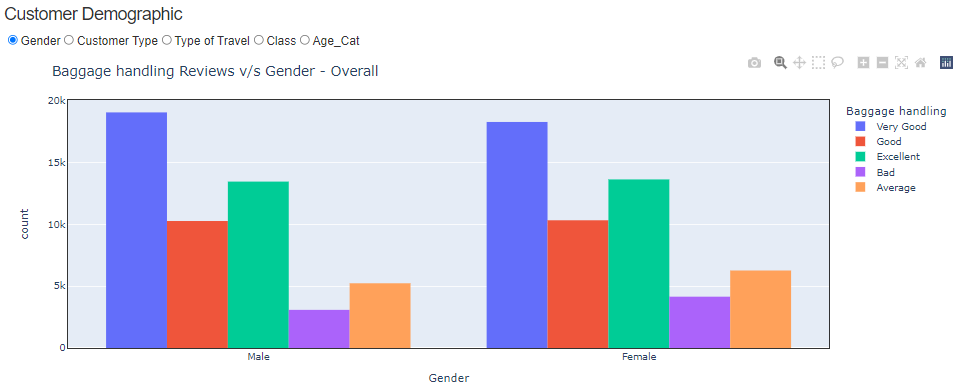 Customer Demographic
Gender Customer Type Type of Travel Class Age_Cat
Baggage handling Reviews v/s Gender - Overall
Baggage handling
Very Good
Good
Excellent
Bad
Average
20k
15k
10k
5k
0
count
Male Female
Gender